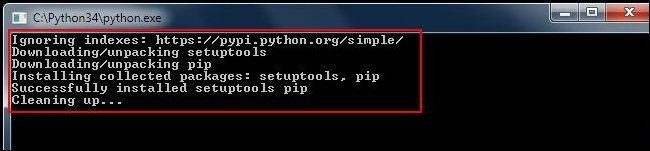 C:\Python34\python.exe
Ignoring indexes: https://pypi.python.org/simple/
Downloading/unpacking setuptools
Downloading/unpacking pip
Installing collected packages: setuptools, pip
Successfully installed setuptools pip
Cleaning up...